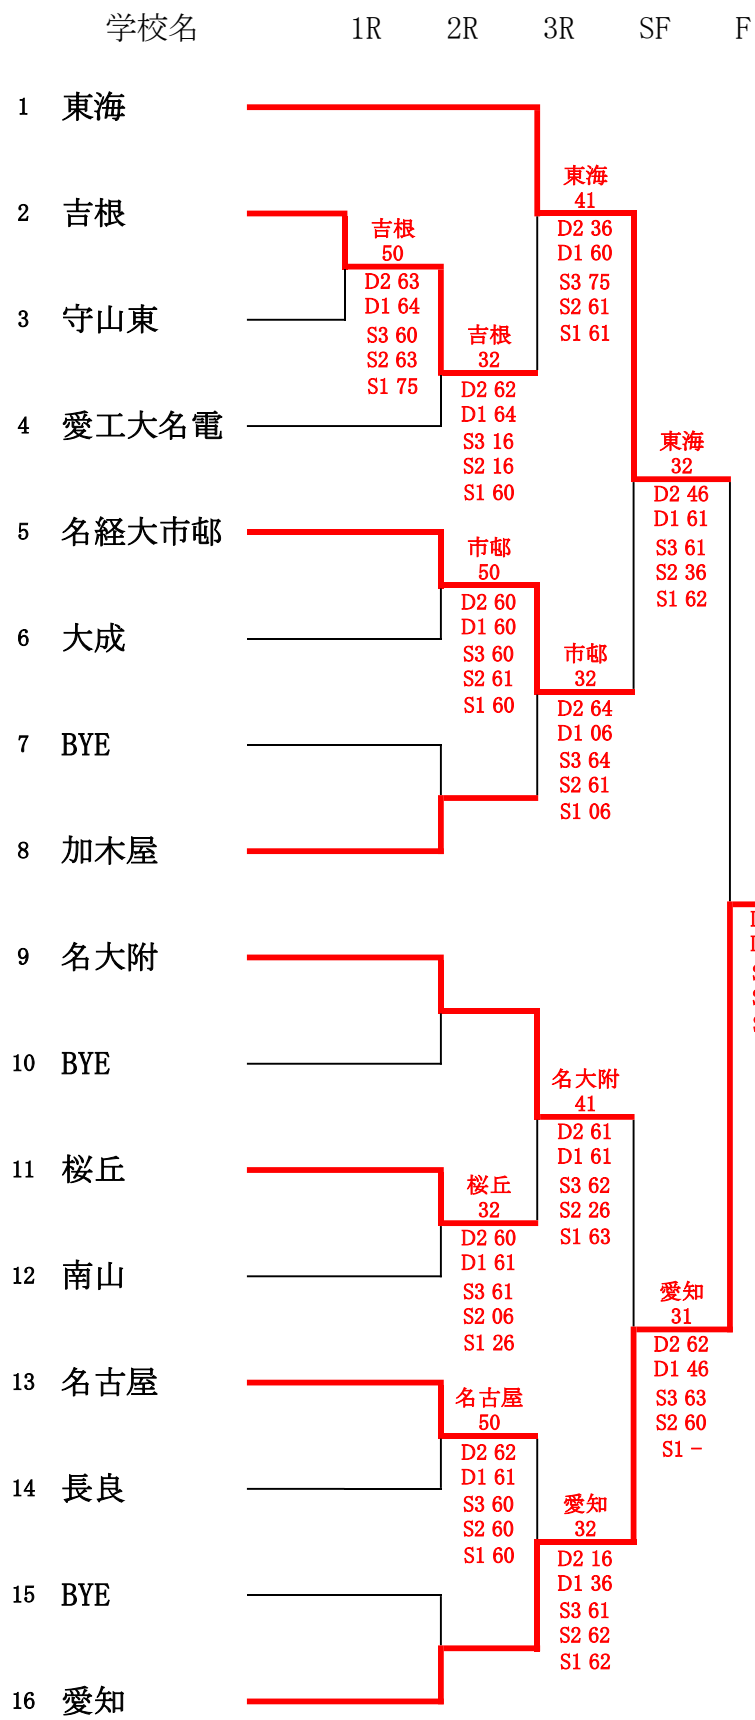 学校名 1R 2R 3R SF F
1 東海
東海
41
2 吉根
吉根
50
D2 36
D1 60
S3 75
S2 61
S1 61
D2 63
D1 64
S3 60
S2 63
S1 75
3 守山東
吉根
32
D2 62
D1 64
S3 16
S2 16
S1 60
4 愛工大名電
東海
32
D2 46
D1 61
S3 61
S2 36
S1 62
5 名経大市邨
市邨
50
D2 60
D1 60
S3 60
S2 61
S1 60
6 大成
市邨
32
D2 64
D1 06
S3 64
S2 61
S1 06
7 BYE
8 加木屋
9 名大附
10 BYE
名大附
41
D2 61
D1 61
S3 62
S2 26
S1 63
11 桜丘
桜丘
32
D2 60
D1 61
S3 61
S2 06
S1 26
12 南山
愛知
31
D2 62
D1 46
S3 63
S2 60
S1 -
13 名古屋
名古屋
50
D2 62
D1 61
S3 60
S2 60
S1 60
14 長良
愛知
32
D2 16
D1 36
S3 61
S2 62
S1 62
15 BYE
16 愛知